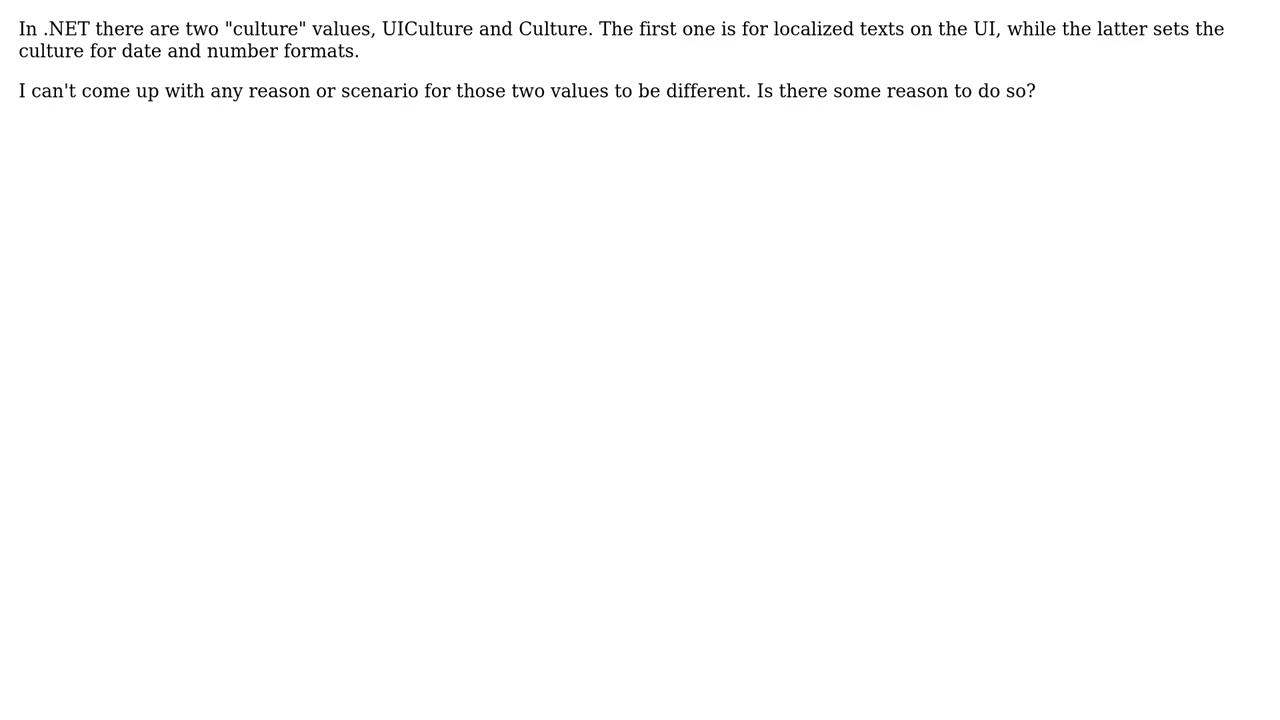 In .NET there are two "culture" values, UICulture and Culture. The first one is for localized texts on the UI, while the latter sets the
culture for date and number formats.
I can't come up with any reason or scenario for those two values to be different. Is there some reason to do so?